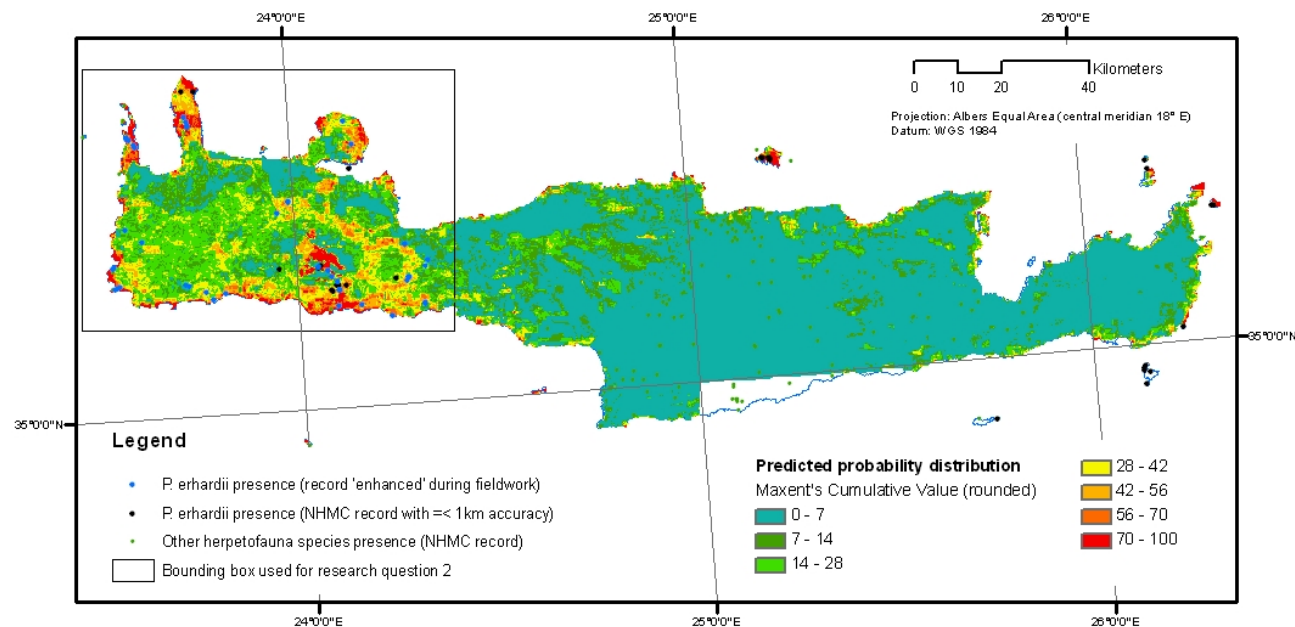 24°0'0"E
25°0'0"E
26°0'0"E
Kilometers
0 10 20 40
Projection: Albers Equal Area (central meridian 18° E)
Datum: WGS 1984
35°0'0"N
35°0'0"N
Legend
P. erhardii presence (record 'enhanced' during fieldwork)
P. erhardii presence (NHMC record with =< 1km accuracy)
Other herpetofauna species presence (NHMC record)
Bounding box used for research question 2
Predicted probability distribution
Maxent's Cumulative Value (rounded)
0 - 7
7 - 14
14 - 28
28 - 42
42 - 56
56 - 70
70 - 100
24°0'0"E
25°0'0"E
26°0'0"E